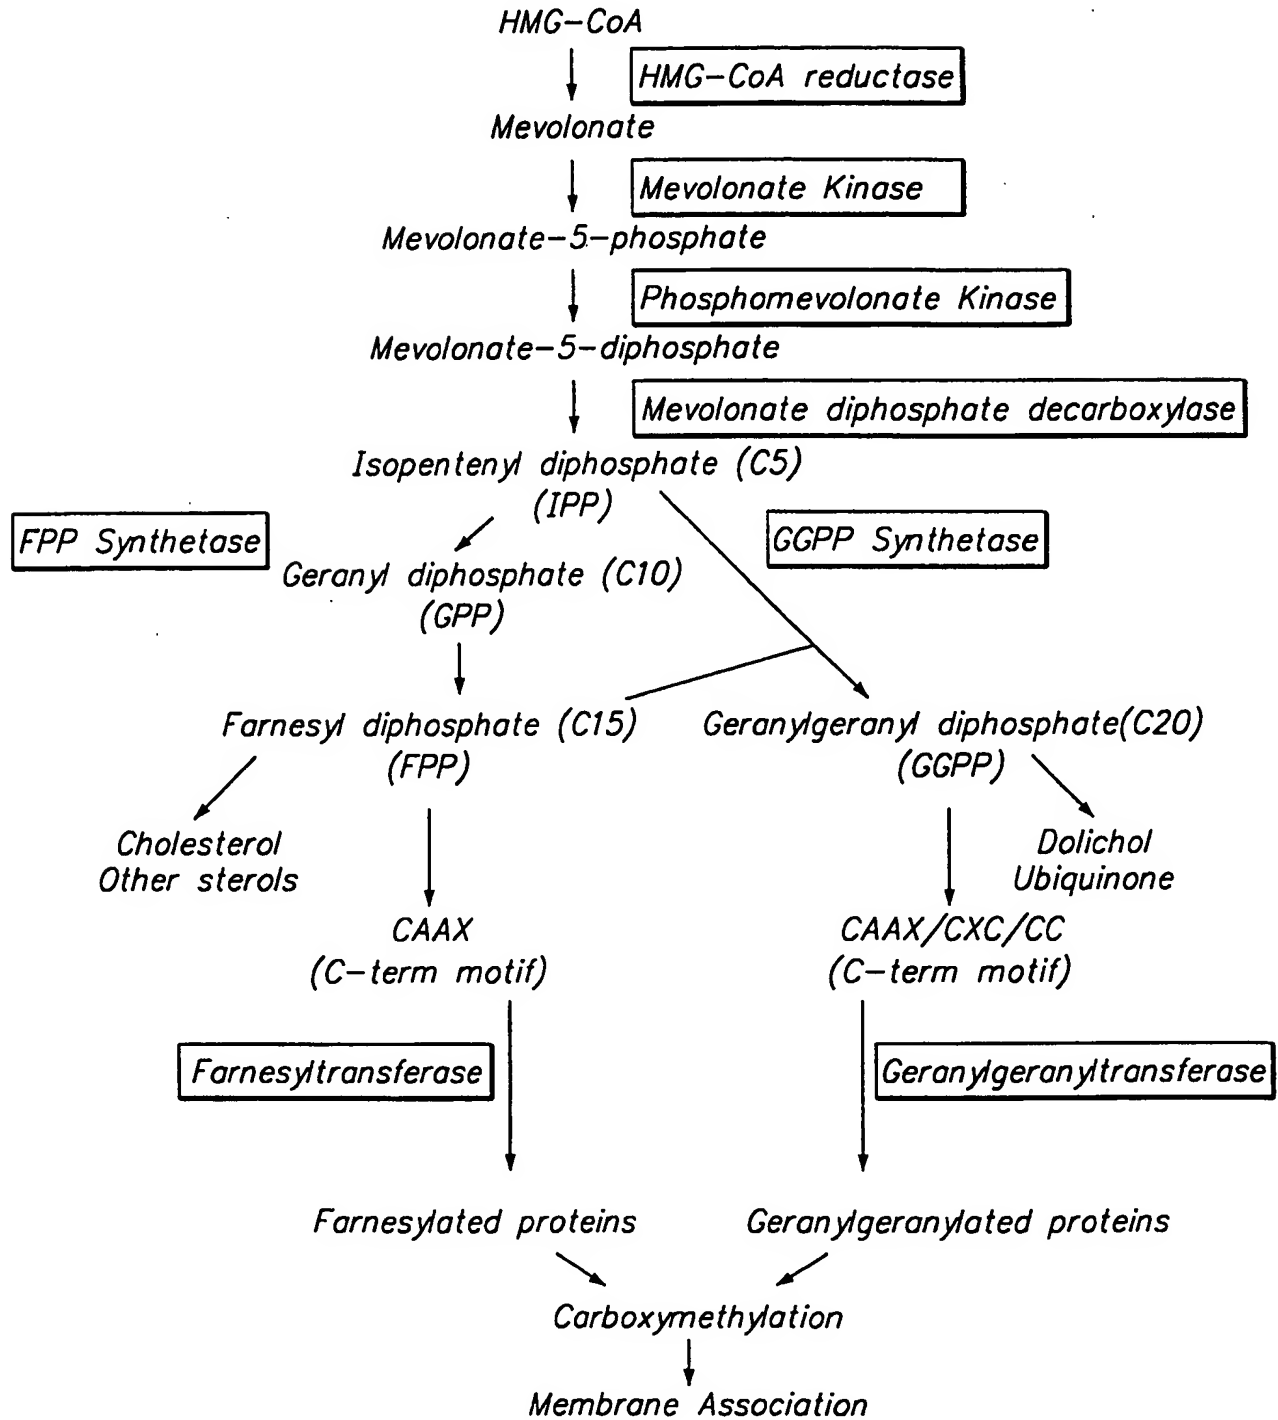 HMG-CoA
HMG-CoA reductase
Mevolonate
Mevolonate Kinase
Mevolonate-5-phosphate
Phosphomevolonate Kinase
Mevolonate-5-diphosphate
Mevolonate diphosphate decarboxylase
Isopentenyl diphosphate (C5)
(IPP)
FPP Synthetase
GGPP Synthetase
Geranyl diphosphate (C10)
(GPP)
Farnesyl diphosphate (C15)
(FPP)
Geranylgeranyl diphosphate(C20)
(GGPP)
Cholesterol
Other sterols
Dolichol
Ubiquinone
CAAX
(C-term motif)
CAAX/CXC/CC
(C-term motif)
Farnesyltransferase
Geranylgeranyltransferase
Farnesylated proteins
Geranylgeranylated proteins
Carboxymethylation
Membrane Association